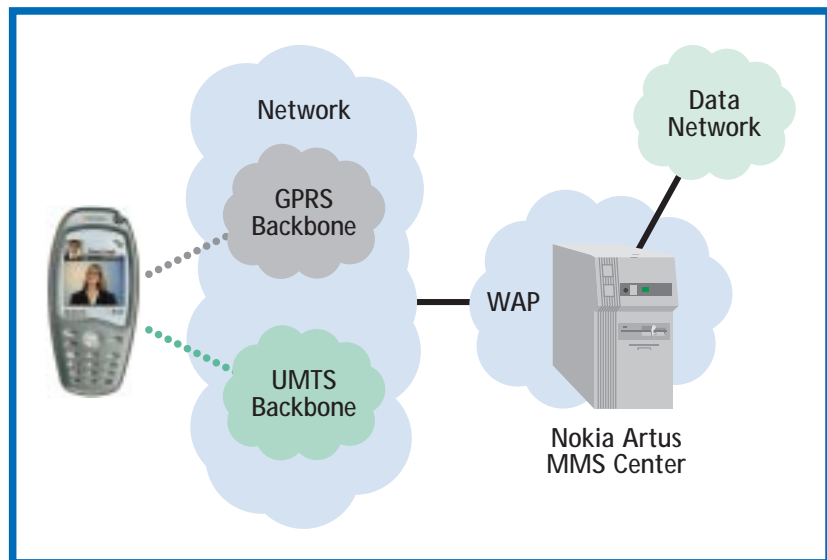 Network
GPRS
Backbone
UMTS
Backbone
WAP
Data
Network
Nokia Artus
MMS Center